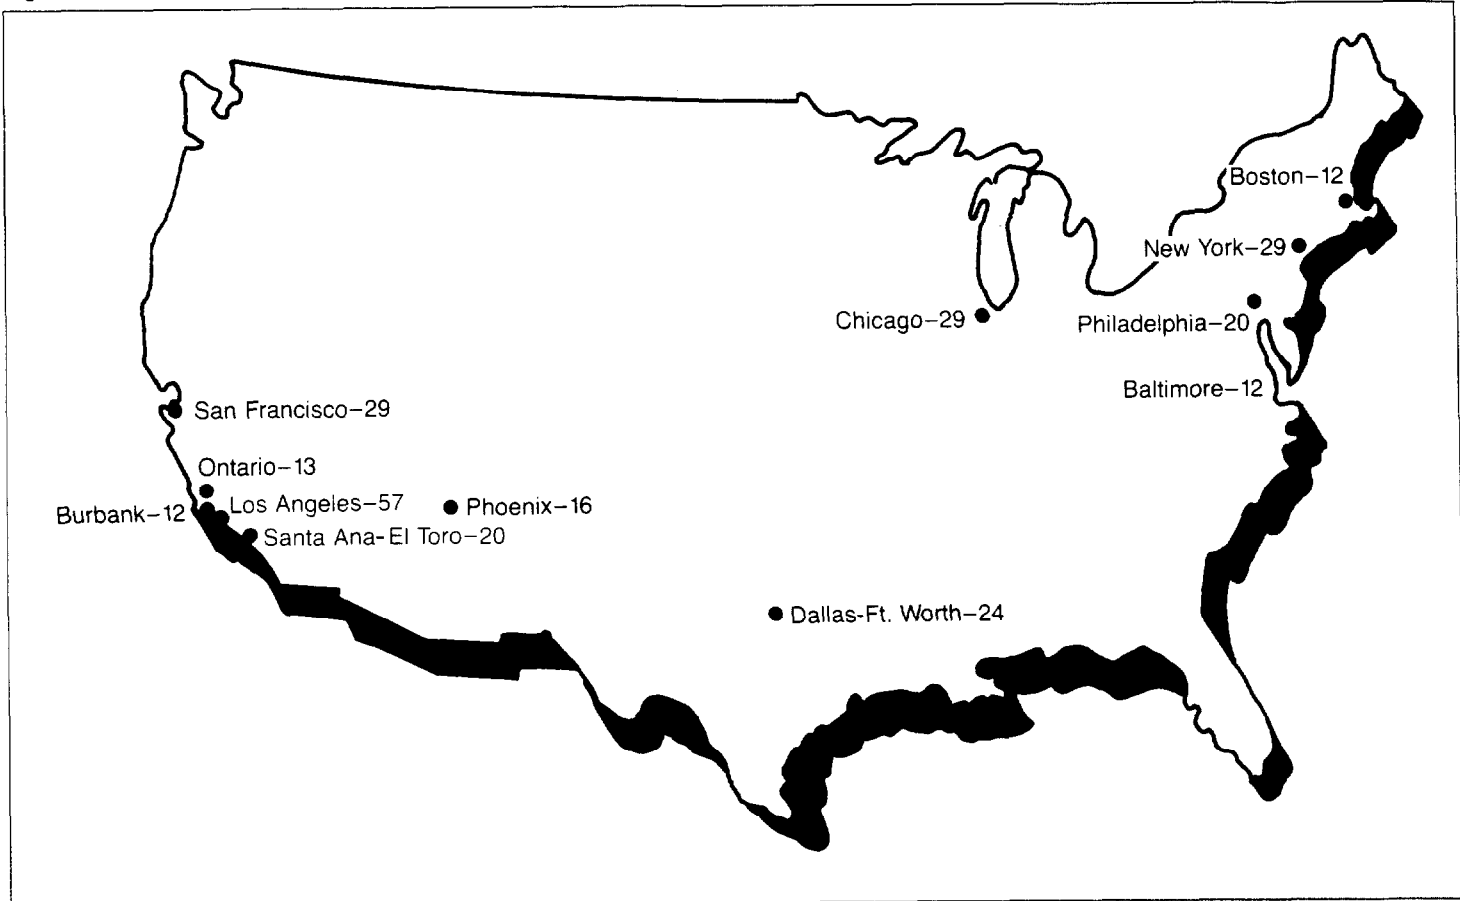 Boston–12
New York–29
Chicago–29
Philadelphia–20
Baltimore–12
San Francisco–29
Ontario–13
Los Angeles–57
Phoenix–16
Burbank–12
Santa Ana-El Toro–20
Dallas-Ft. Worth–24